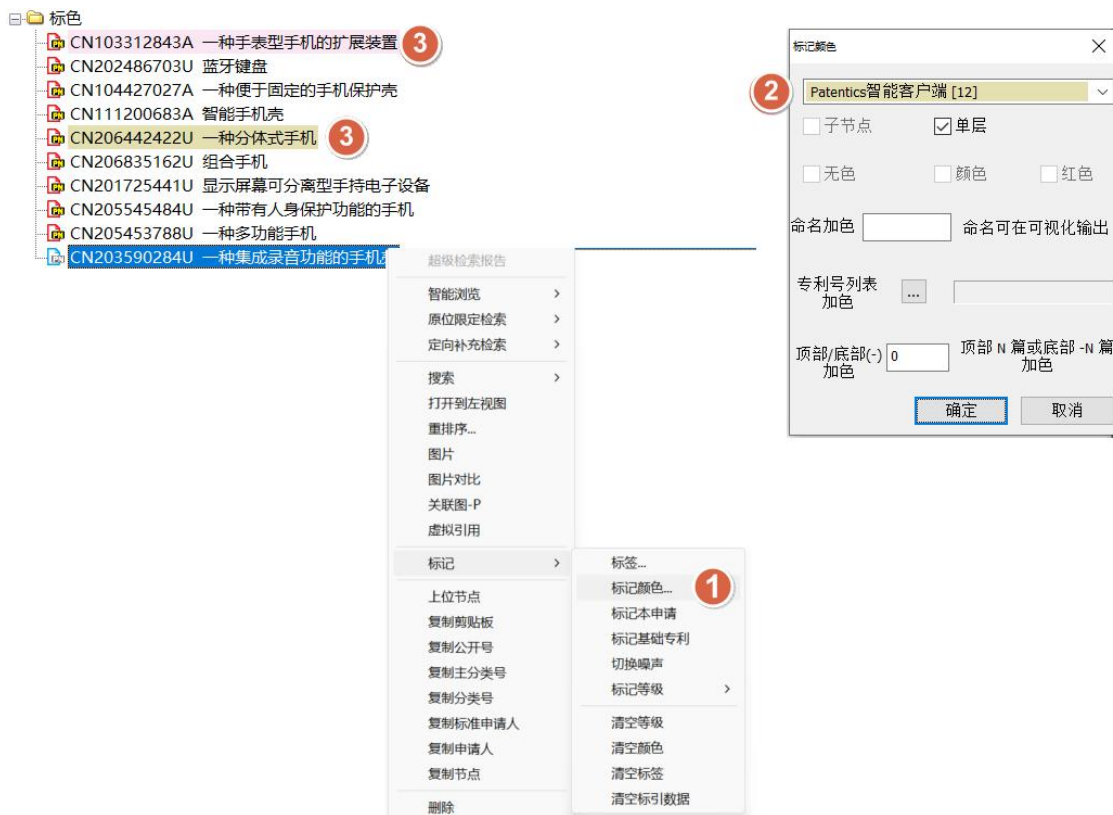 标色
CN103312843A 一种手表型手机的扩展装置 3
CN202486703U 蓝牙键盘
CN104427027A 一种便于固定的手机保护壳
CN111200683A 智能手机壳
CN206442422U 一种分体式手机 3
CN206835162U 组合手机
CN201725441U 显示屏幕可分离型手持电子设备
CN205545484U 一种带有人身保护功能的手机
CN205453788U 一种多功能手机
CN203590284U 一种集成录音功能的手机
超级检索报告
智能浏览
原位限定检索
定向补充检索
搜索
打开到左视图
重排序...
图片
图片对比
关联图-P
虚拟引用
标记
上位节点
复制剪贴板
复制公开号
复制主分类号
复制分类号
复制标准申请人
复制申请人
复制节点
删除
标签...
标记颜色... 1
标记本申请
标记基础专利
切换噪声
标记等级
清空等级
清空颜色
清空标签
清空标引数据
标记颜色
2 Patentics智能客户端 [12]
子节点 单层
无色 颜色 红色
命名加色 命名可在可视化输出
专利号列表 ...
加色
顶部/底部(-) 0 顶部 N 篇或底部 -N 篇
加色 加色
确定 取消